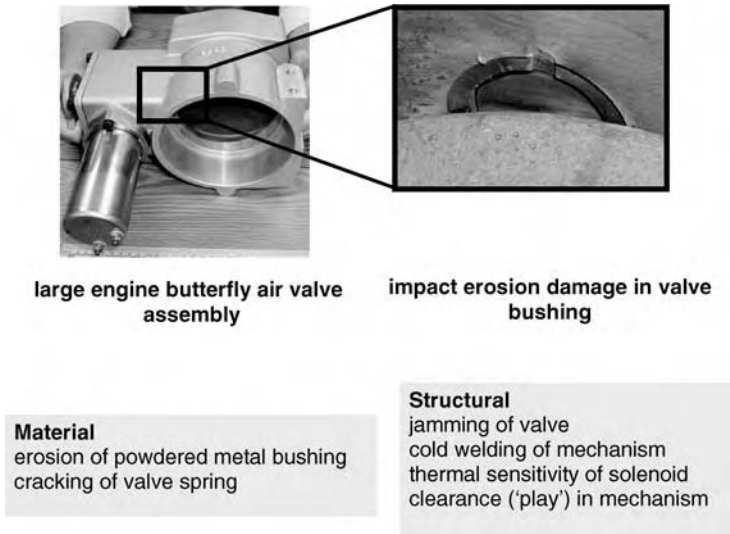 large engine butterfly air valve
assembly
impact erosion damage in valve
bushing
Material
erosion of powdered metal bushing
cracking of valve spring
Structural
jamming of valve
cold welding of mechanism
thermal sensitivity of solenoid
clearance (‘play’) in mechanism